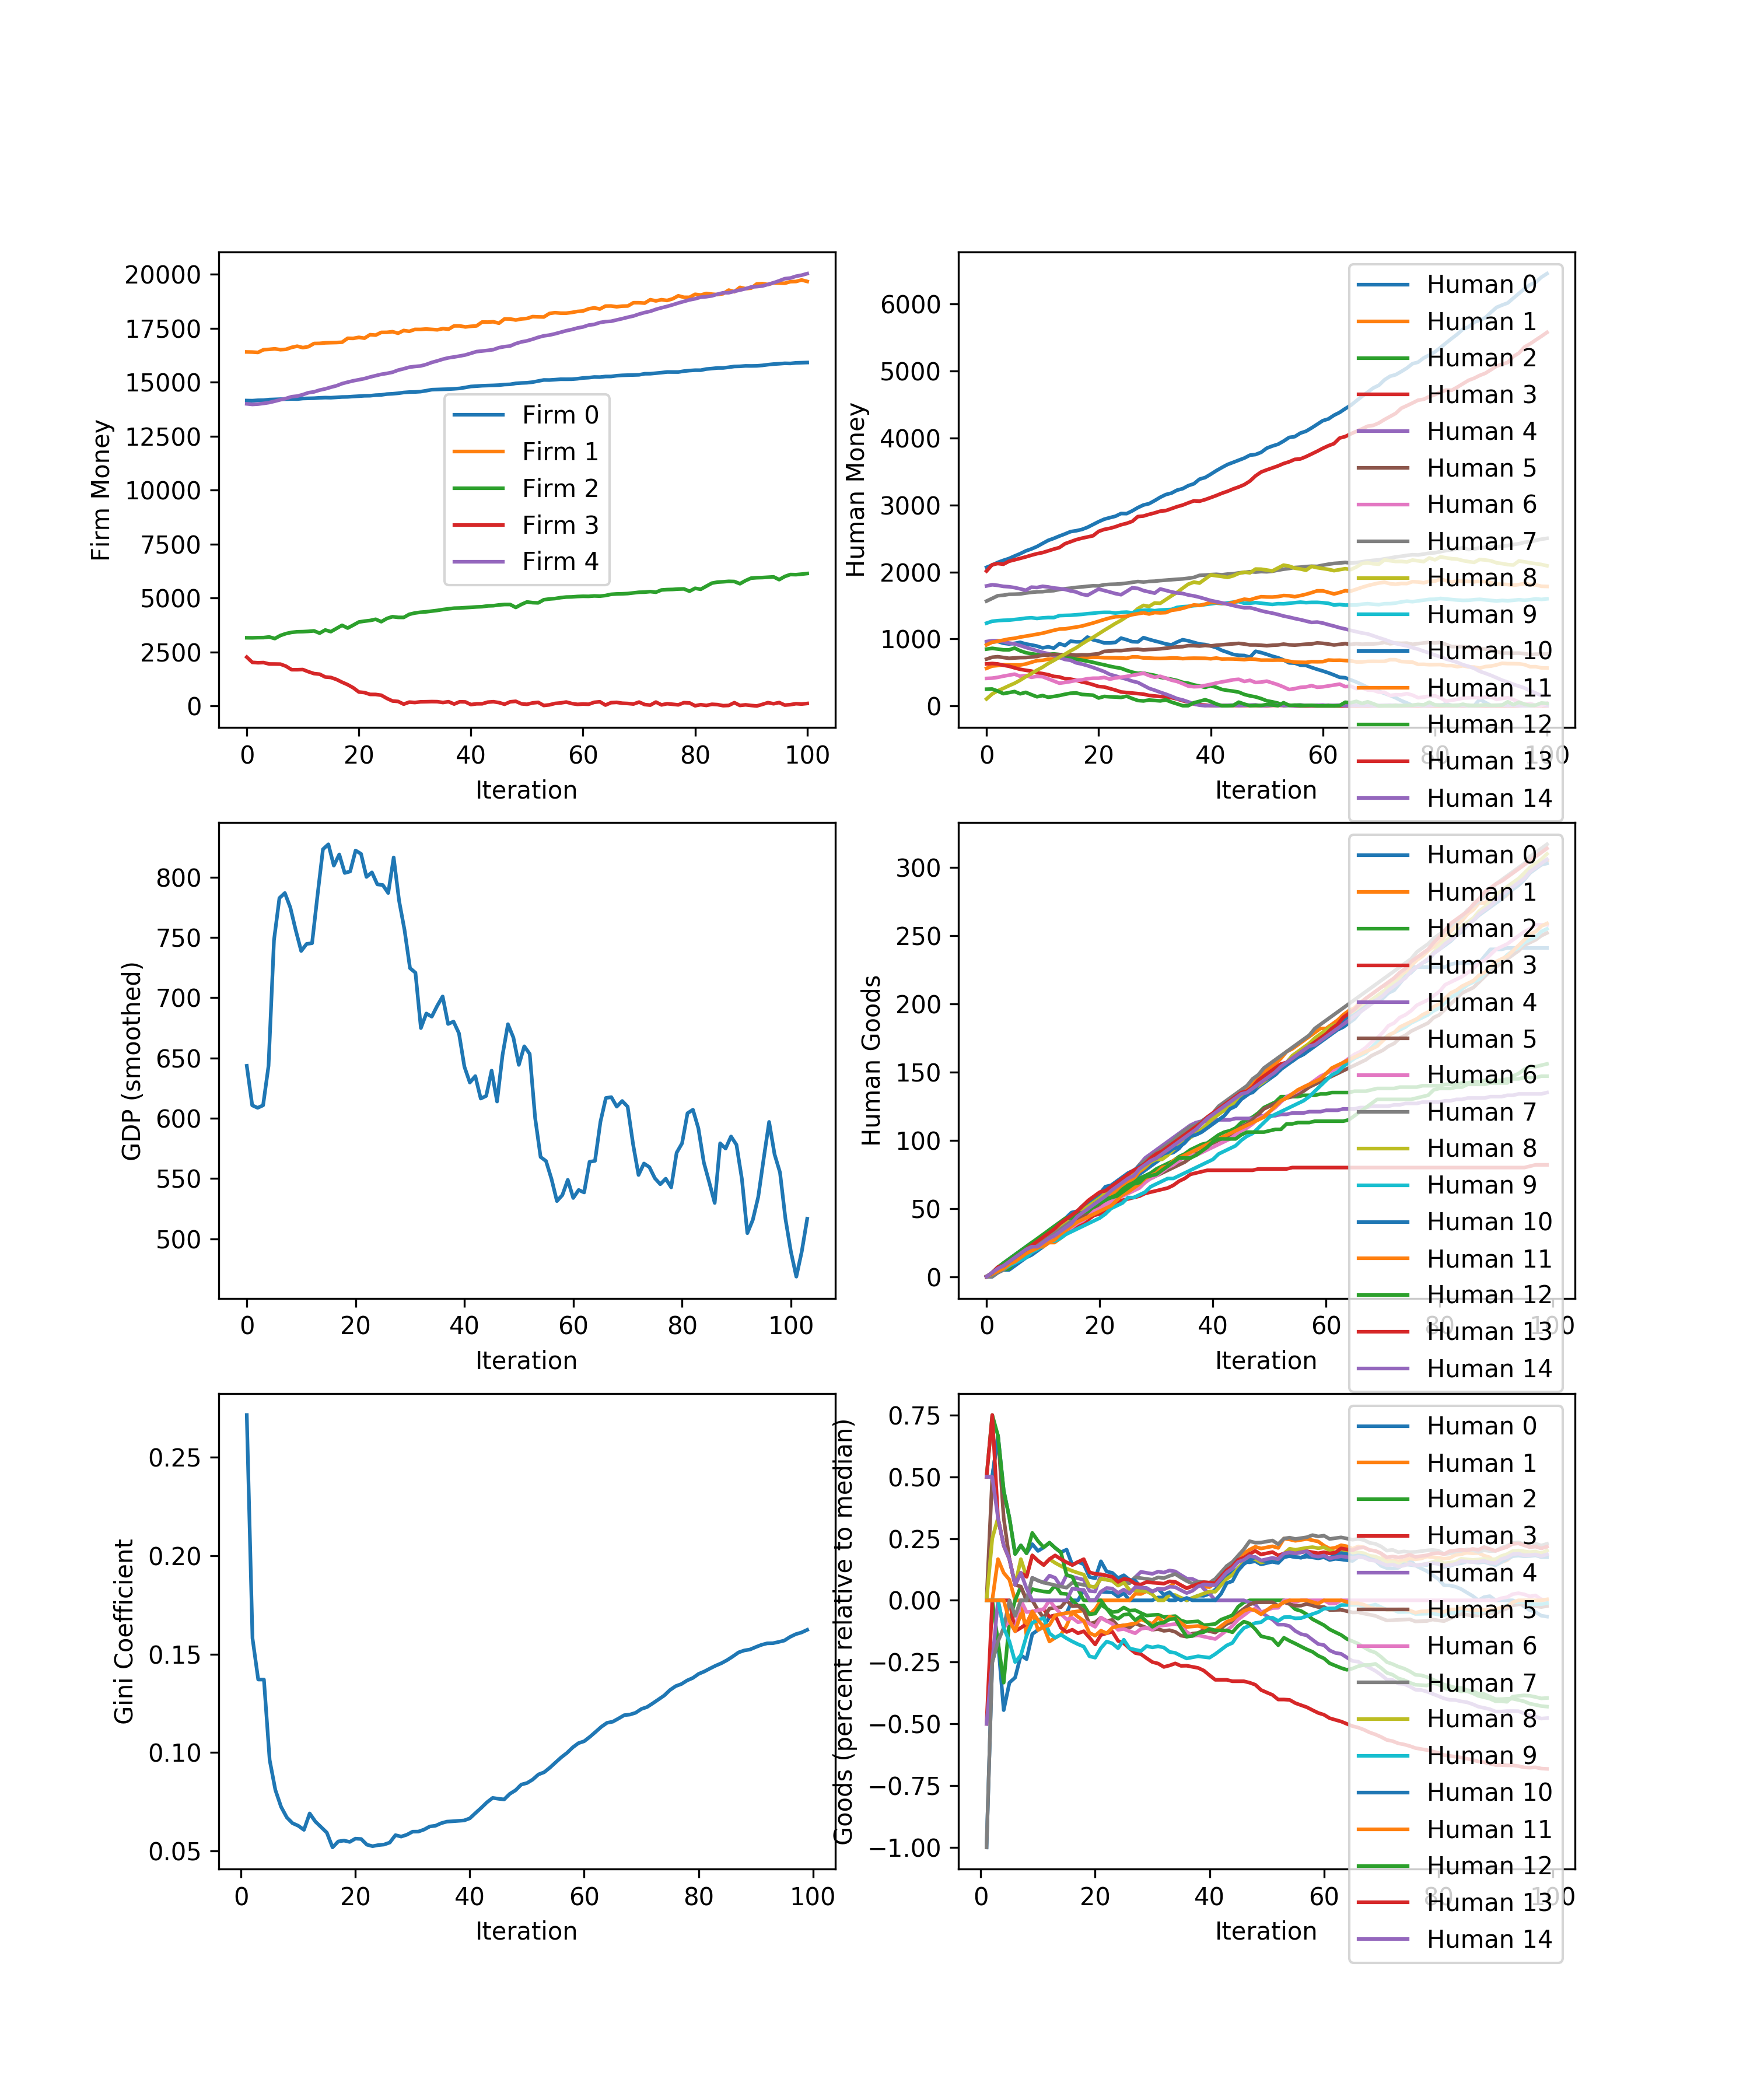 20000
17500
15000
12500
10000
7500
5000
2500
0
Firm Money
Firm 0
Firm 1
Firm 2
Firm 3
Firm 4
0 20 40 60 80 100
Iteration
6000
5000
4000
3000
2000
1000
0
Human Money
Human 0
Human 1
Human 2
Human 3
Human 4
Human 5
Human 6
Human 7
Human 8
Human 9
Human 10
Human 11
Human 12
Human 13
Human 14
0 20 40 60 80 100
Iteration
800
750
700
650
600
550
500
GDP (smoothed)
0 20 40 60 80 100
Iteration
300
250
200
150
100
50
0
Human Goods
Human 0
Human 1
Human 2
Human 3
Human 4
Human 5
Human 6
Human 7
Human 8
Human 9
Human 10
Human 11
Human 12
Human 13
Human 14
0 20 40 60 80 100
Iteration
0.25
0.20
0.15
0.10
0.05
Gini Coefficient
0 20 40 60 80 100
Iteration
0.75
0.50
0.25
0.00
−0.25
−0.50
−0.75
−1.00
Goods (percent relative to median)
Human 0
Human 1
Human 2
Human 3
Human 4
Human 5
Human 6
Human 7
Human 8
Human 9
Human 10
Human 11
Human 12
Human 13
Human 14
0 20 40 60 80 100
Iteration